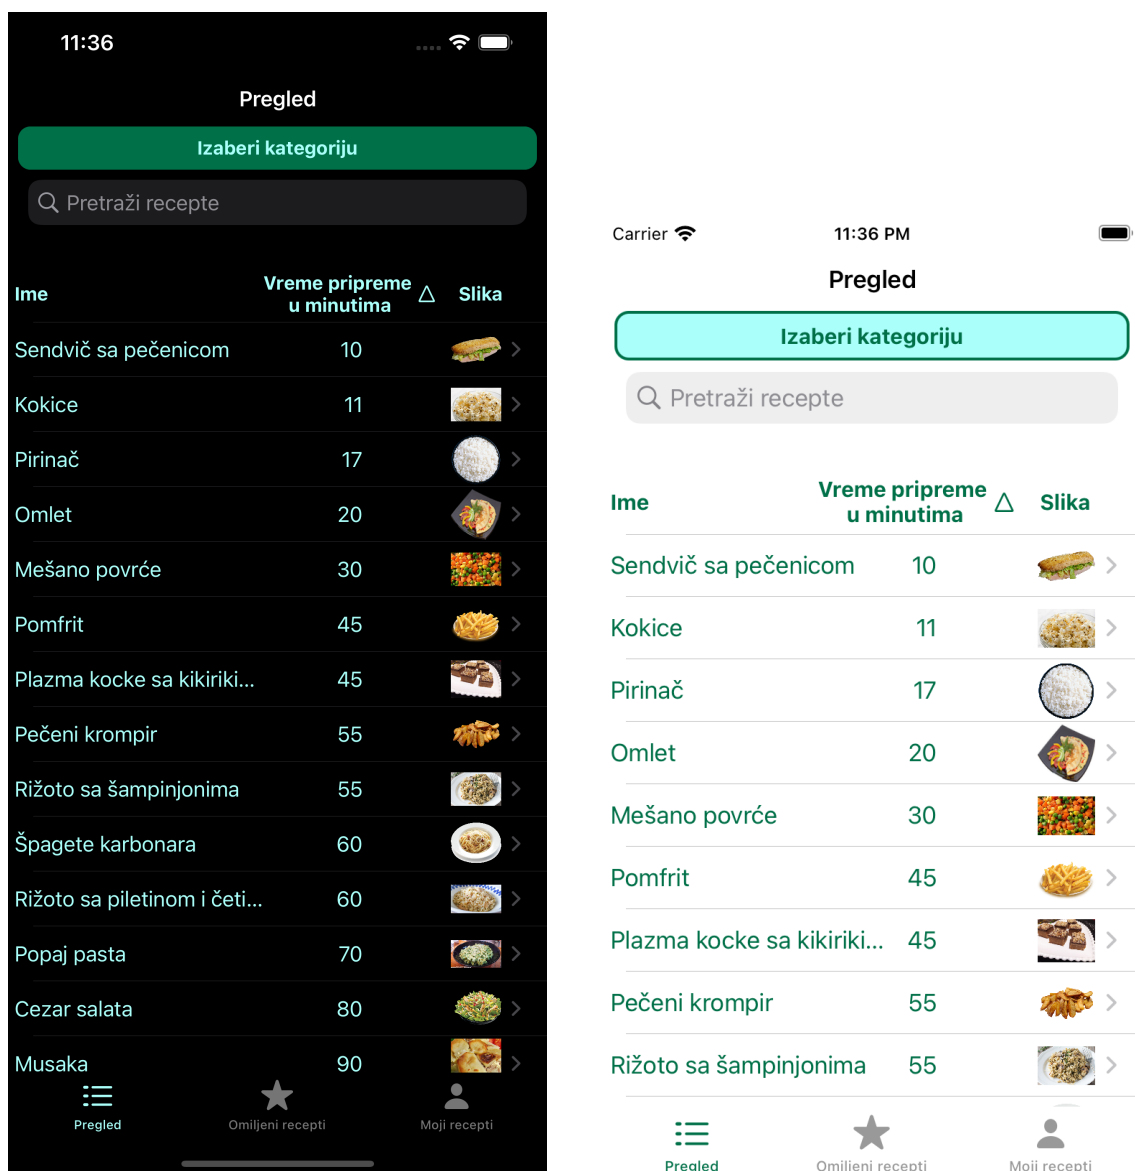 11:36
Pregled
Izaberi kategoriju
Pretraži recepte
Ime
Vreme pripreme
u minutima
Slika
Sendvič sa pečenicom 10
Kokice 11
Pirinač 17
Omlet 20
Mešano povrće 30
Pomfrit 45
Plazma kocke sa kikiriki... 45
Pečeni krompir 55
Rižoto sa šampinjonima 55
Špagete karbonara 60
Rižoto sa piletinom i četi... 60
Popaj pasta 70
Cezar salata 80
Musaka 90
Pregled Omiljeni recepti Moji recepti
Carrier 11:36 PM
Pregled
Izaberi kategoriju
Pretraži recepte
Ime
Vreme pripreme
u minutima
Slika
Sendvič sa pečenicom 10
Kokice 11
Pirinač 17
Omlet 20
Mešano povrće 30
Pomfrit 45
Plazma kocke sa kikiriki... 45
Pečeni krompir 55
Rižoto sa šampinjonima 55
Pregled Omiljeni recepti Moji recepti